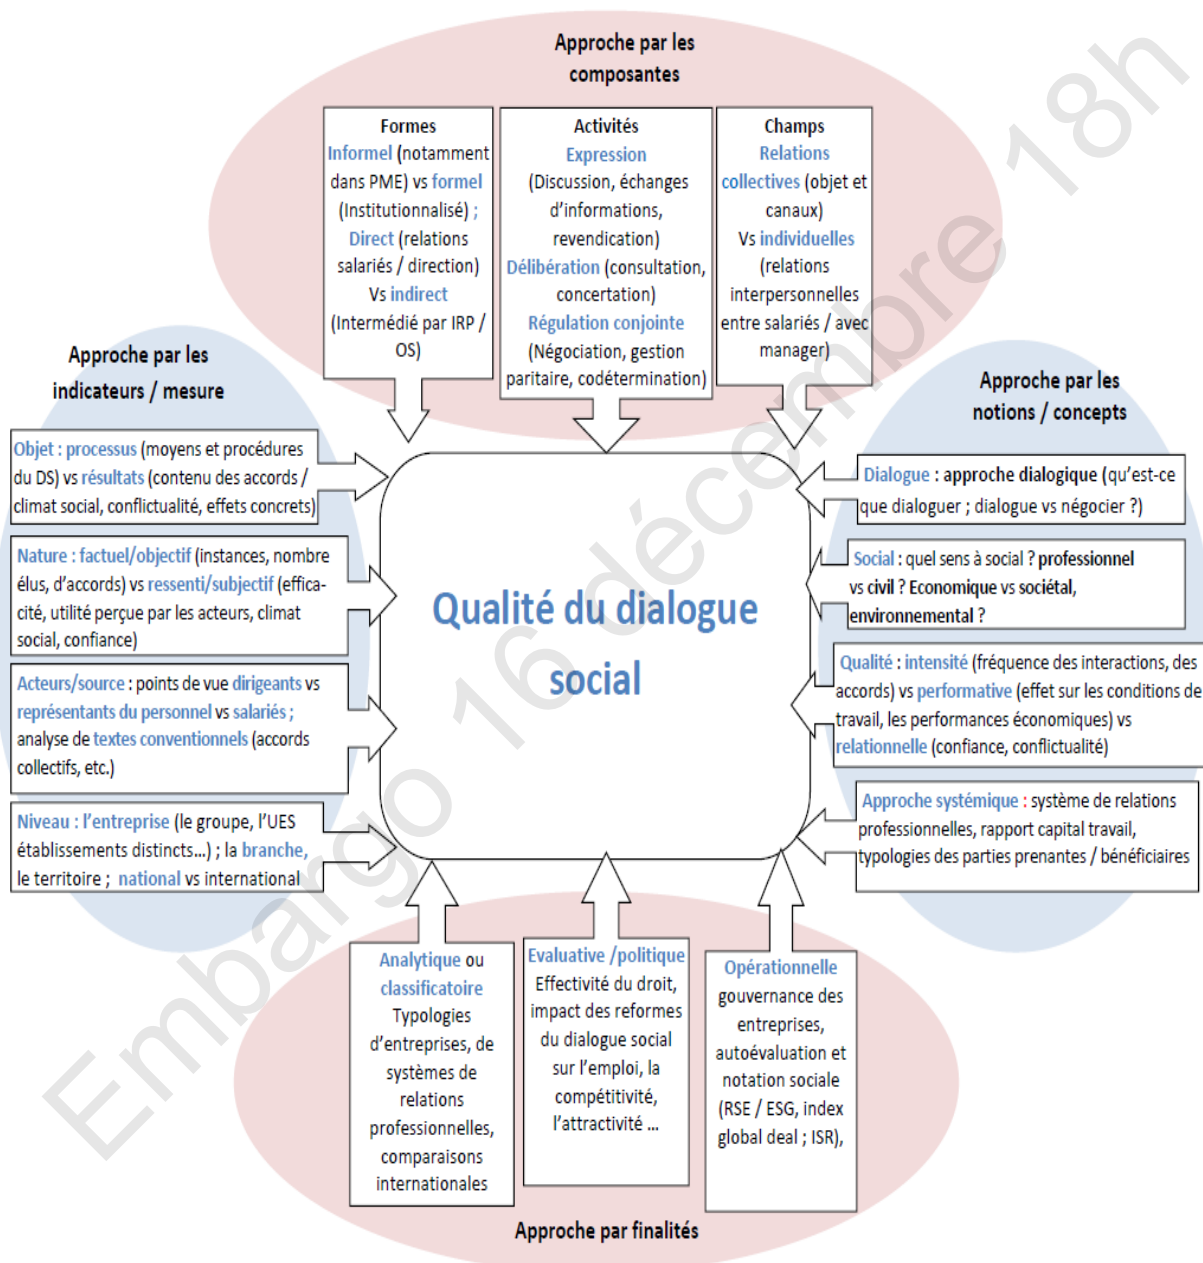 Approche par les
composantes
Formes
Informel (notamment
dans PME) vs formel
(Institutionnalisé) ;
Direct (relations
salariés / direction)
Vs indirect
(Intermédié par IRP /
OS)
Activités
Expression
(Discussion, échanges
d'informations,
revendication)
Délibération (consultation,
concertation)
Régulation conjointe
(Négociation, gestion
paritaire, codétermination)
Champs
Relations
collectives (objet et
canaux)
Vs individuelles
(relations
interpersonnelles
entre salariés / avec
manager)
Approche par les
indicateurs / mesure
Objet : processus (moyens et procédures
du DS) vs résultats (contenu des accords /
climat social, conflictualité, effets concrets)
Nature : factuel/objectif (instances, nombre
élus, d'accords) vs ressenti/subjectif (effica-
cité, utilité perçue par les acteurs, climat
social, confiance)
Acteurs/source : points de vue dirigeants vs
représentants du personnel vs salariés ;
analyse de textes conventionnels (accords
collectifs, etc.)
Niveau : l'entreprise (le groupe, l'UES
établissements distincts...) ; la branche,
le territoire ; national vs international
Qualité du dialogue
social
Approche par les
notions / concepts
Dialogue : approche dialogique (qu'est-ce
que dialoguer ; dialogue vs négocier ?)
Social : quel sens à social ? professionnel
vs civil ? Economique vs sociétal,
environnemental ?
Qualité : intensité (fréquence des interactions, des
accords) vs performative (effet sur les conditions de
travail, les performances économiques) vs
relationnelle (confiance, conflictualité)
Approche systémique : système de relations
professionnelles, rapport capital travail,
typologies des parties prenantes / bénéficiaires
Analytique ou
classificatoire
Typologies
d'entreprises, de
systèmes de
relations
professionnelles,
comparaisons
internationales
Evaluative /politique
Effectivité du droit,
impact des reformes
du dialogue social
sur l'emploi, la
compétitivité,
l'attractivité ...
Opérationnelle
gouvernance des
entreprises,
autoévaluation et
notation sociale
(RSE / ESG, index
global deal ; ISR),
Approche par finalités
Embargo 16 décembre 18h